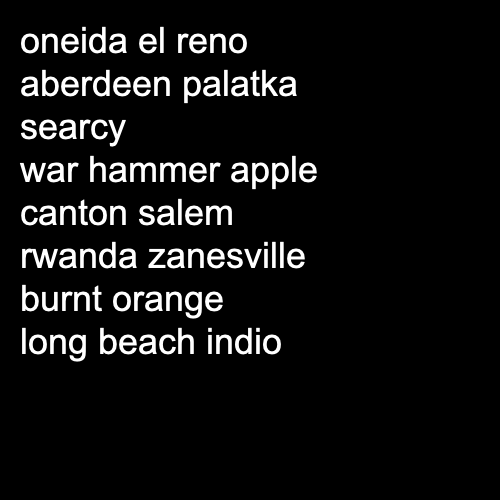 oneida el reno
aberdeen palatka
searcy
war hammer apple
canton salem
rwanda zanesville
burnt orange
long beach indio